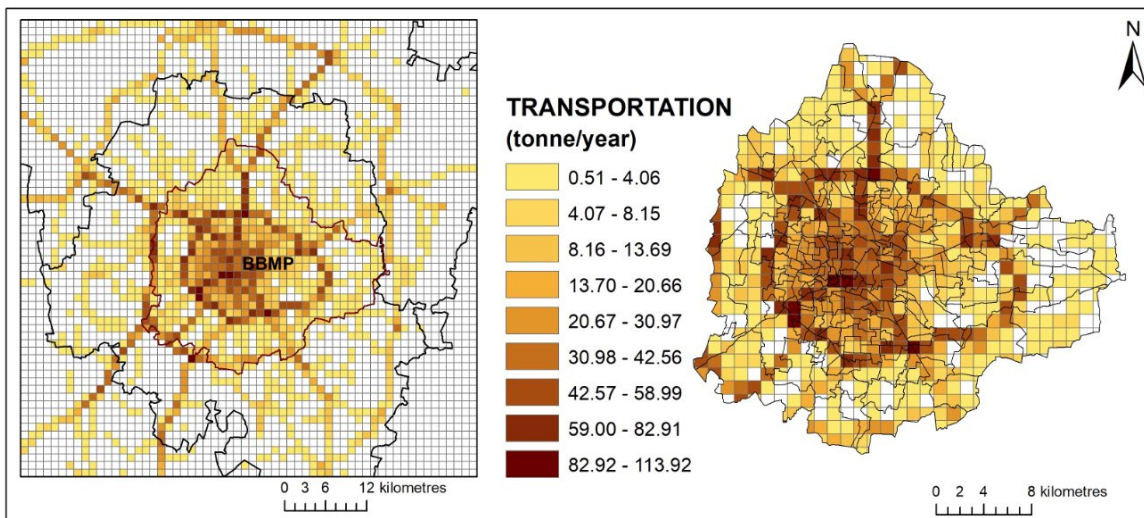 BBMP
0 3 6 12 kilometres
TRANSPORTATION
(tonne/year)
0.51 - 4.06
4.07 - 8.15
8.16 - 13.69
13.70 - 20.66
20.67 - 30.97
30.98 - 42.56
42.57 - 58.99
59.00 - 82.91
82.92 - 113.92
N
0 2 4 8 kilometres